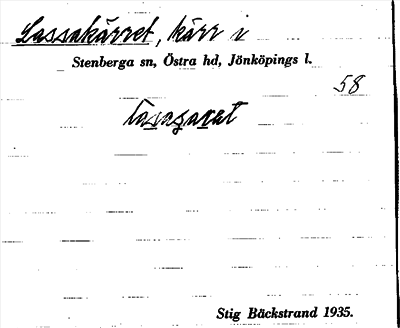 Lassakärret, kärr i
Stenberga sn, Östra hd, Jönköpings l.
58
Stig Bäckstrand 1935.